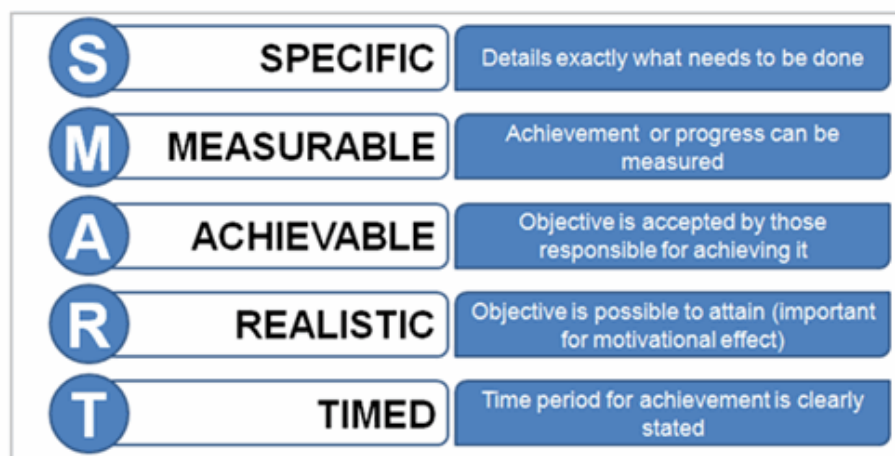 S SPECIFIC Details exactly what needs to be done
M MEASURABLE Achievement or progress can be
measured
A ACHIEVABLE Objective is accepted by those
responsible for achieving it
R REALISTIC Objective is possible to attain (important
for motivational effect)
T TIMED Time period for achievement is clearly
stated